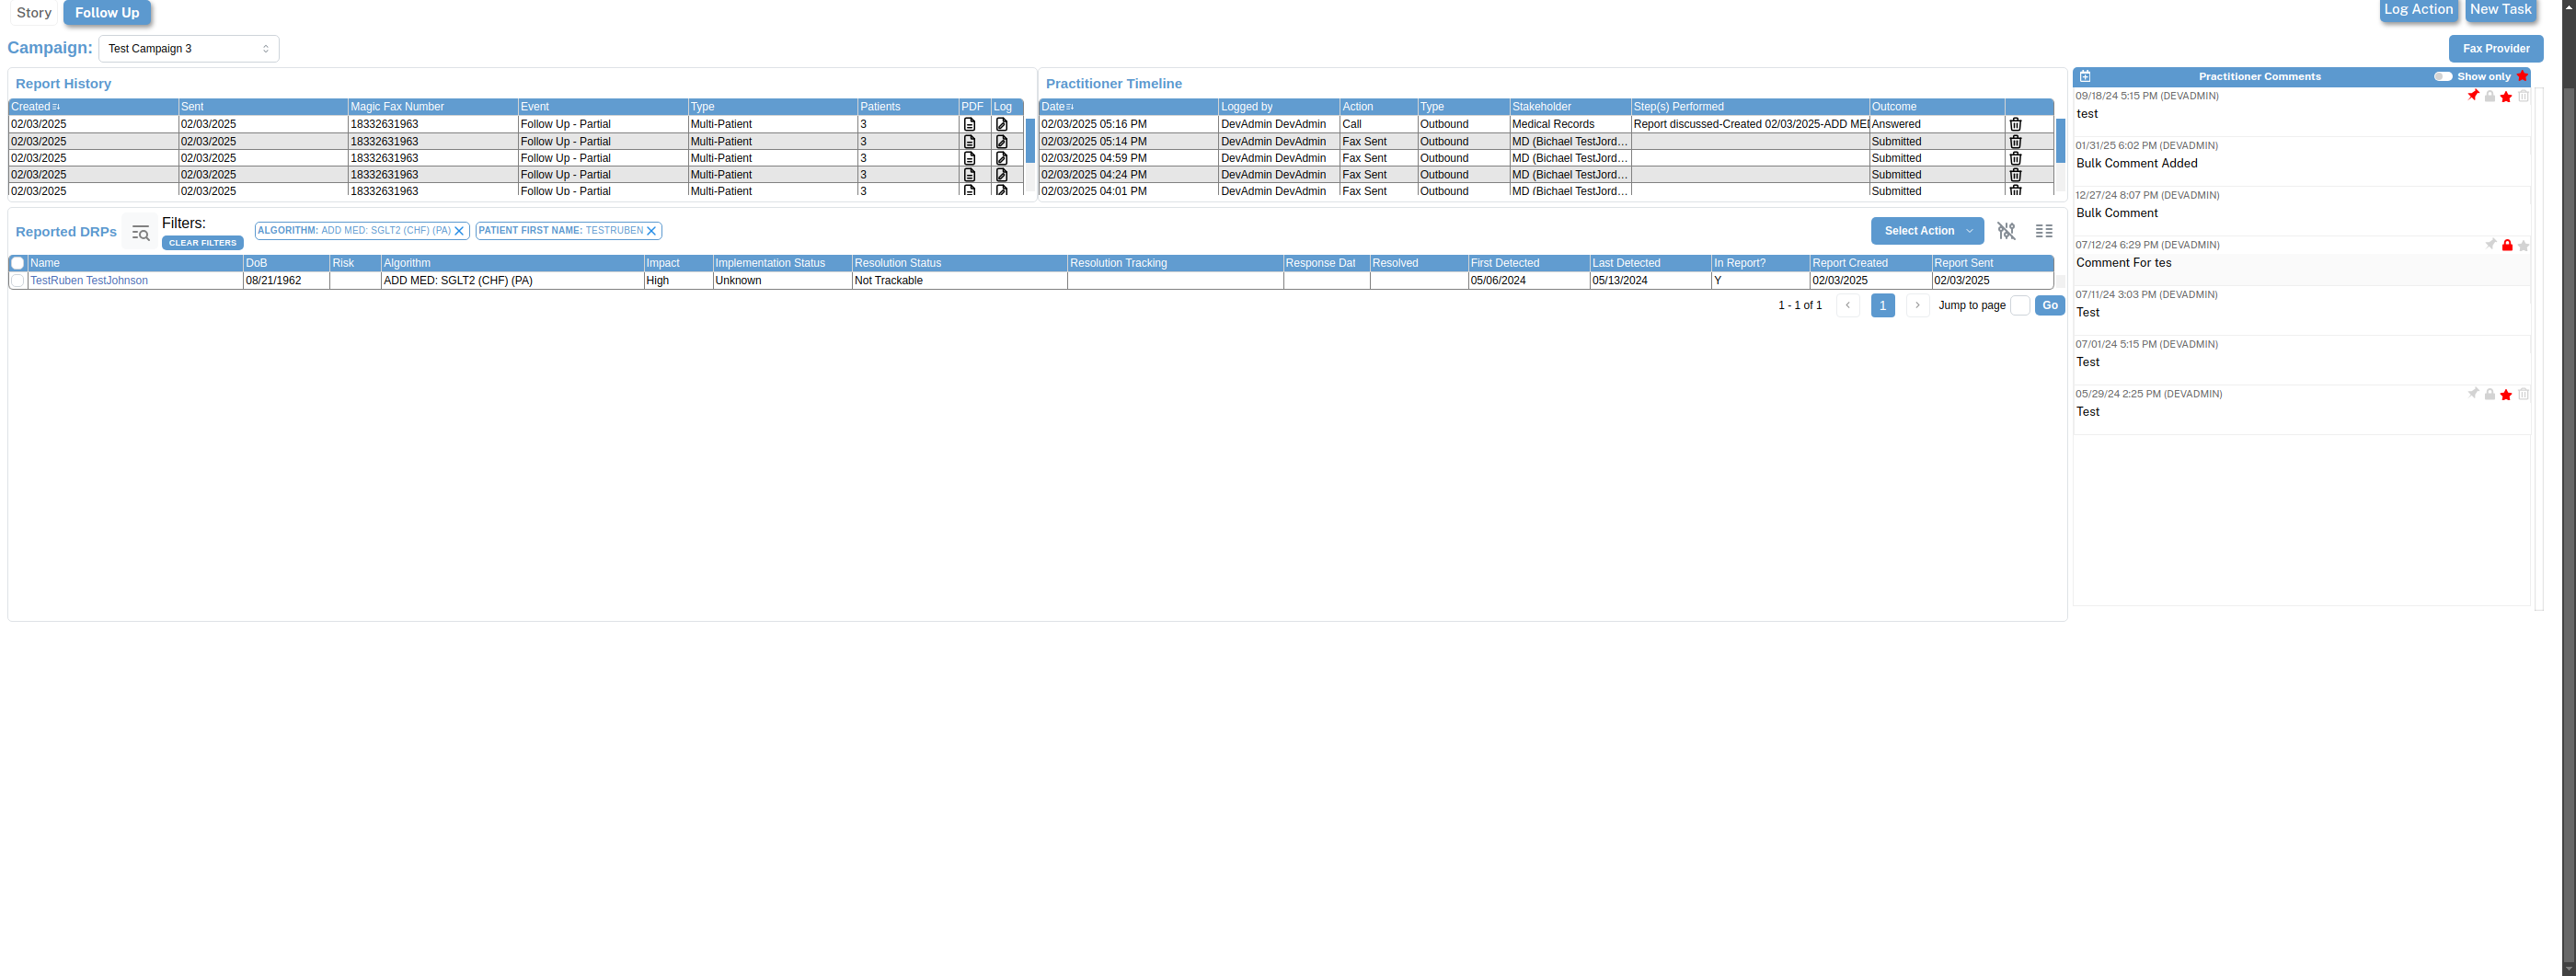 Story Follow Up Log Action New Task
Campaign: Test Campaign 3 Fax Provider
Report History
Created Sent Magic Fax Number Event Type Patients PDF Log
02/03/2025 02/03/2025 18332631963 Follow Up - Partial Multi-Patient 3
02/03/2025 02/03/2025 18332631963 Follow Up - Partial Multi-Patient 3
02/03/2025 02/03/2025 18332631963 Follow Up - Partial Multi-Patient 3
02/03/2025 02/03/2025 18332631963 Follow Up - Partial Multi-Patient 3
02/03/2025 02/03/2025 18332631963 Follow Up - Partial Multi-Patient 3
Practitioner Timeline
Date Logged by Action Type Stakeholder Step(s) Performed Outcome
02/03/2025 05:16 PM DevAdmin DevAdmin Call Outbound Medical Records Report discussed-Created 02/03/2025-ADD MED Answered
02/03/2025 05:14 PM DevAdmin DevAdmin Fax Sent Outbound MD (Bichael TestJord... Submitted
02/03/2025 04:59 PM DevAdmin DevAdmin Fax Sent Outbound MD (Bichael TestJord... Submitted
02/03/2025 04:24 PM DevAdmin DevAdmin Fax Sent Outbound MD (Bichael TestJord... Submitted
02/03/2025 04:01 PM DevAdmin DevAdmin Fax Sent Outbound MD (Bichael TestJord... Submitted
Reported DRPs Filters:
CLEAR FILTERS
ALGORITHM: ADD MED: SGLT2 (CHF) (PA) PATIENT FIRST NAME: TESTRUBEN
Select Action
Name DoB Risk Algorithm Impact Implementation Status Resolution Status Resolution Tracking Response Dat Resolved First Detected Last Detected In Report? Report Created Report Sent
TestRuben TestJohnson 08/21/1962 ADD MED: SGLT2 (CHF) (PA) High Unknown Not Trackable 05/06/2024 05/13/2024 Y 02/03/2025 02/03/2025
1 - 1 of 1 1 Jump to page Go
Practitioner Comments Show only
09/18/24 5:15 PM (DEVADMIN)
test
01/31/25 6:02 PM (DEVADMIN)
Bulk Comment Added
12/27/24 8:07 PM (DEVADMIN)
Bulk Comment
07/12/24 6:29 PM (DEVADMIN)
Comment For tes
07/11/24 3:03 PM (DEVADMIN)
Test
07/01/24 5:15 PM (DEVADMIN)
Test
05/29/24 2:25 PM (DEVADMIN)
Test